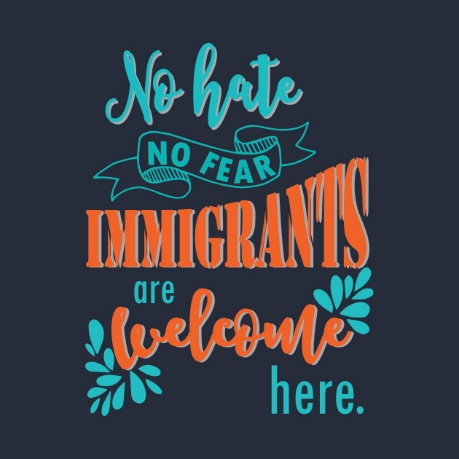 No hate
NO FEAR
IMMIGRANTS
are
welcome
here.